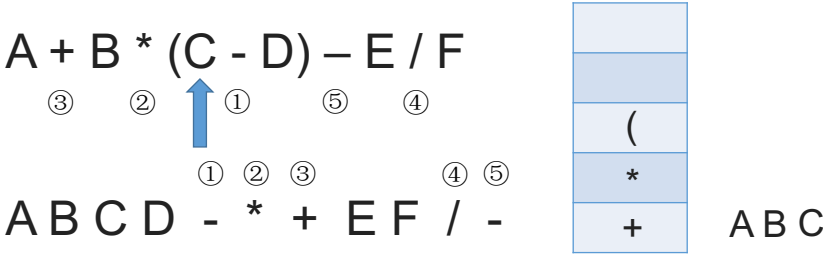 A + B * (C - D) – E / F
③ ② ① ⑤ ④
① ② ③ ④ ⑤
A B C D - * + E F / -
(
*
+
A B C